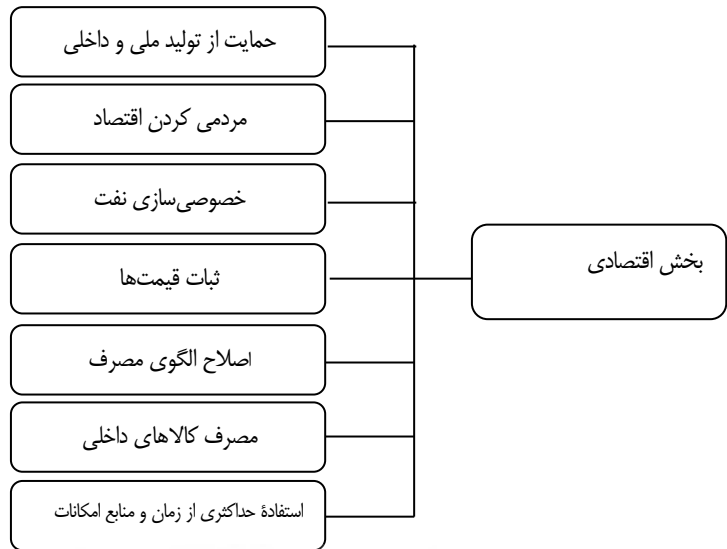 بخش اقتصادی
حمایت از تولید ملی و داخلی
مردمی کردن اقتصاد
خصوصی‌سازی نفت
ثبات قیمت‌ها
اصلاح الگوی مصرف
مصرف کالاهای داخلی
استفادهٔ حداکثری از زمان و منابع امکانات